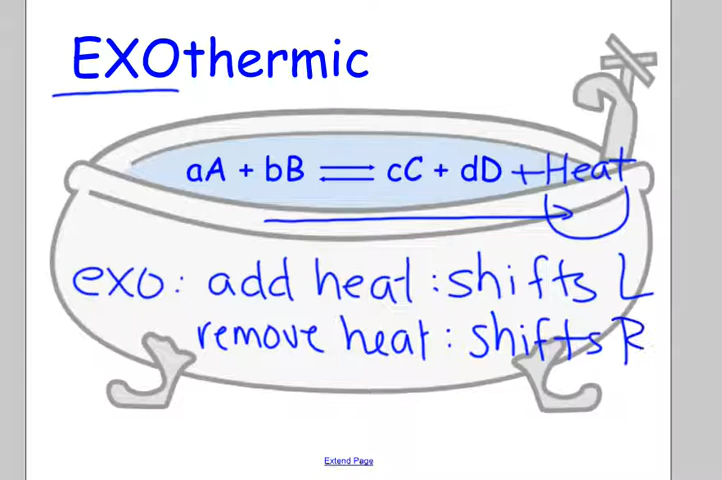 EXOthermic
aA + bB ⇌ cC + dD + Heat
exo: add heat : shifts L
remove heat : shifts R
Extend Page